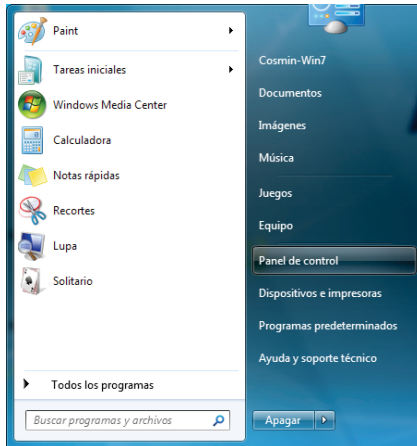 Paint
Tareas iniciales
Windows Media Center
Calculadora
Notas rápidas
Recortes
Lupa
Solitario
Todos los programas
Buscar programas y archivos
Cosmin-Win7
Documentos
Imágenes
Música
Juegos
Equipo
Panel de control
Dispositivos e impresoras
Programas predeterminados
Ayuda y soporte técnico
Apagar